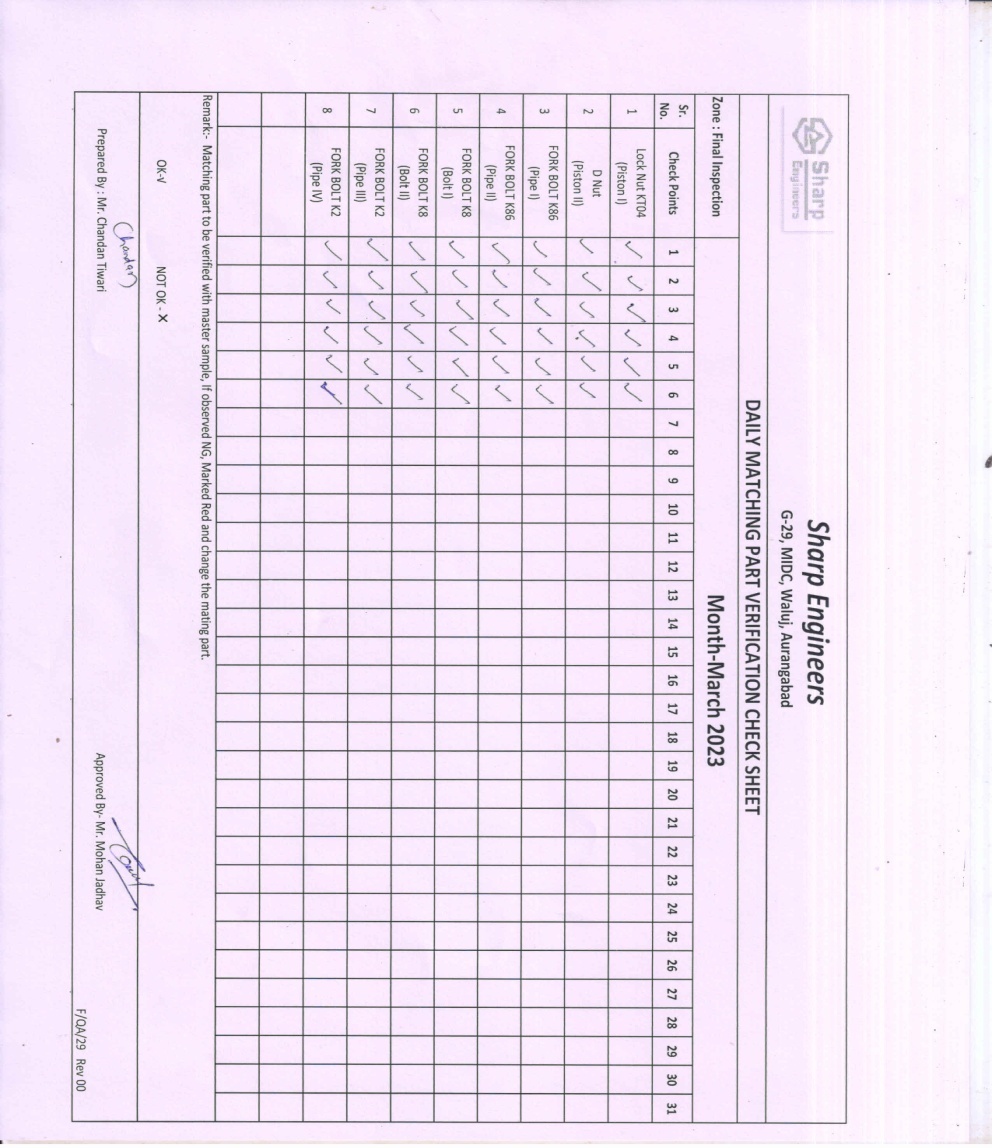 Sharp
Engineers
Sharp Engineers
G-29, MIDC, Waluj, Aurangabad
DAILY MATCHING PART VERIFICATION CHECK SHEET
Zone : Final Inspection
Month-March 2023
Sr. No. Check Points 1 2 3 4 5 6 7 8 9 10 11 12 13 14 15 16 17 18 19 20 21 22 23 24 25 26 27 28 29 30 31
1 Lock Nut KT04 (Piston I) ✓ ✓ ✓ ✓ ✓ ✓
2 D Nut (Piston III) ✓ ✓ ✓ ✓ ✓ ✓
3 FORK BOLT K86 (Pipe I) ✓ ✓ ✓ ✓ ✓ ✓
4 FORK BOLT K86 (Pipe II) ✓ ✓ ✓ ✓ ✓ ✓
5 FORK BOLT K8 (Bolt I) ✓ ✓ ✓ ✓ ✓ ✓
6 FORK BOLT K8 (Bolt II) ✓ ✓ ✓ ✓ ✓ ✓
7 FORK BOLT K2 (Pipe III) ✓ ✓ ✓ ✓ ✓ ✓
8 FORK BOLT K2 (Pipe IV) ✓ ✓ ✓ ✓ ✓ ✓
Remark:- Matching part to be verified with master sample, If observed NG, Marked Red and change the mating part.
OK-√ NOT OK - X
Chandan
Prepared By : Mr. Chandan Tiwari
Approved By- Mr. Mohan Jadhav
F/QA/29 Rev 00